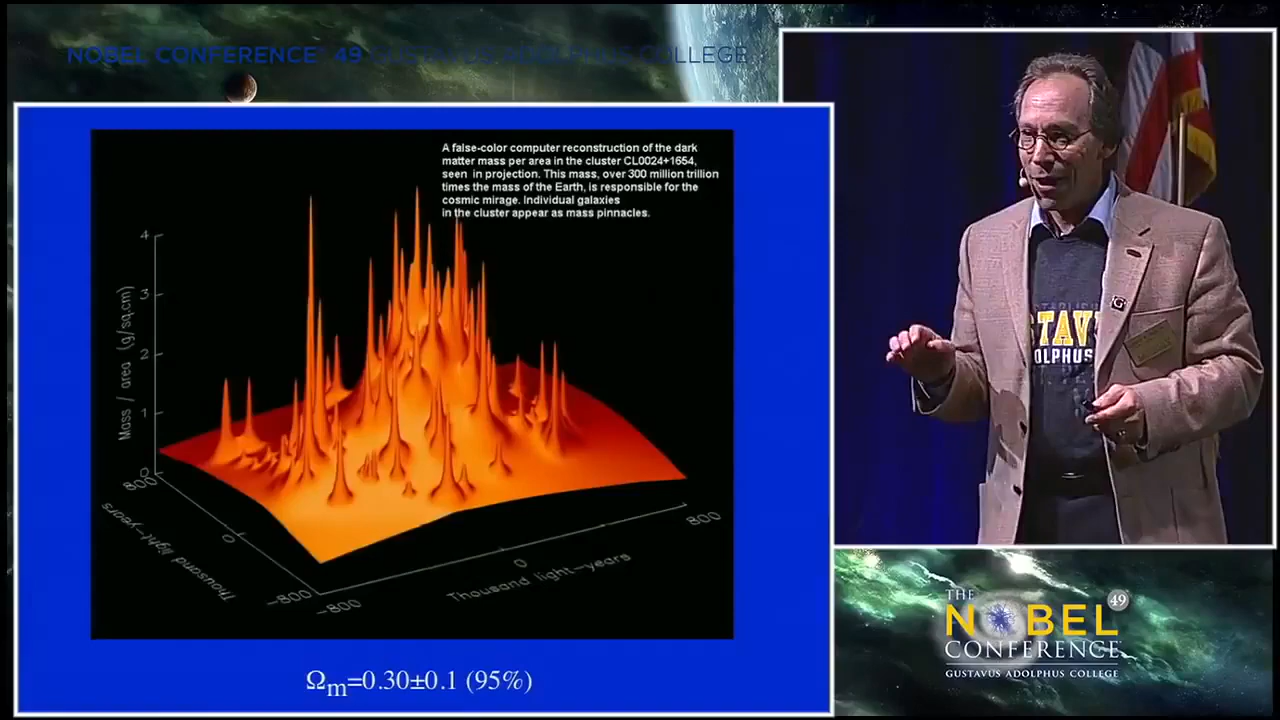 NOBEL CONFERENCE 49 GUSTAVUS ADOLPHUS COLLEGE
A false-color computer reconstruction of the dark
matter mass per area in the cluster CL0024+1654,
seen in projection. This mass, over 300 million trillion
times the mass of the Earth, is responsible for the
cosmic mirage. Individual galaxies
in the cluster appear as mass pinnacles.
4
3
2
1
0
Mass / area (g/sq.cm)
800
0
-800
Thousand light-years
-800
0
800
Thousand light-years
Ωm=0.30±0.1 (95%)
STAV
DOLPHUS
G
THE
NOBEL
49
CONFERENCE
GUSTAVUS ADOLPHUS COLLEGE